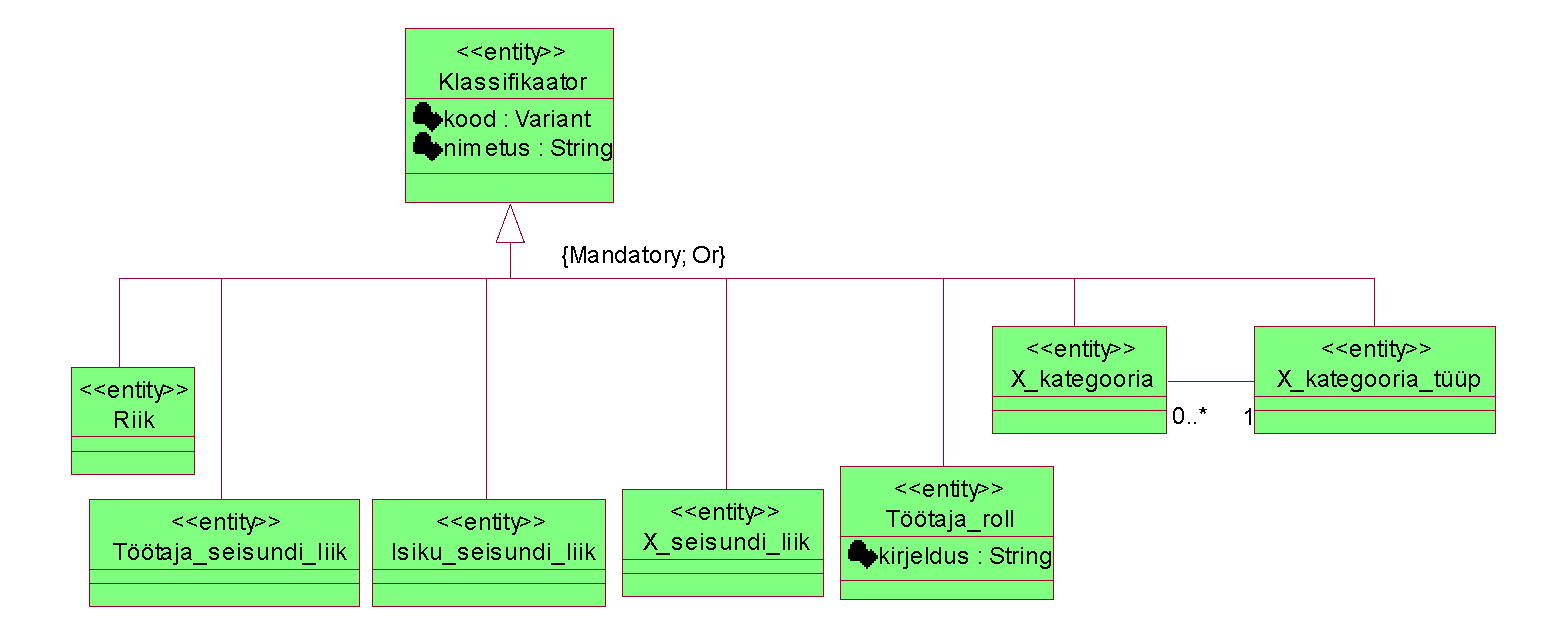 <<entity>>
Klassifikaator
kood : Variant
nimetus : String
{Mandatory; Or}
<<entity>>
Riik
<<entity>>
Töötaja_seisundi_liik
<<entity>>
Isiku_seisundi_liik
<<entity>>
X_seisundi_liik
<<entity>>
Töötaja_roll
kirjeldus : String
<<entity>>
X_kategooria
0..*
1
<<entity>>
X_kategooria_tüüp